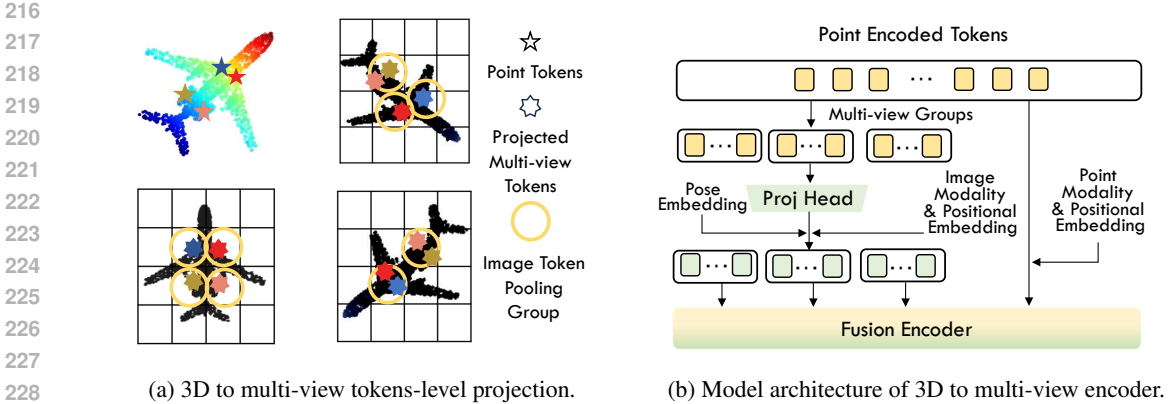 216
217
218
219
220
221
222
223
224
225
226
227
228
Point Tokens
Projected
Multi-view
Tokens
Image Token
Pooling
Group
(a) 3D to multi-view tokens-level projection.
Point Encoded Tokens
...
Multi-view Groups
... ... ...
Pose
Embedding
Proj Head
Image
Modality
& Positional
Embedding
Point
Modality
& Positional
Embedding
... ... ...
Fusion Encoder
(b) Model architecture of 3D to multi-view encoder.